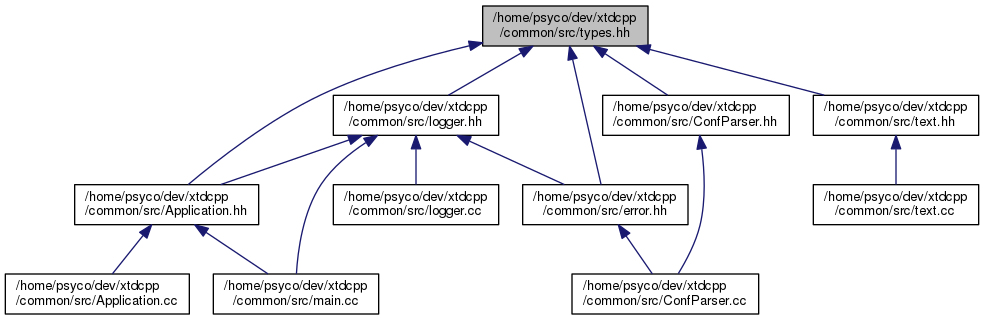 /home/psyco/dev/xtdcpp
/common/src/types.hh
/home/psyco/dev/xtdcpp
/common/src/logger.hh
/home/psyco/dev/xtdcpp
/common/src/ConfParser.hh
/home/psyco/dev/xtdcpp
/common/src/text.hh
/home/psyco/dev/xtdcpp
/common/src/Application.hh
/home/psyco/dev/xtdcpp
/common/src/logger.cc
/home/psyco/dev/xtdcpp
/common/src/error.hh
/home/psyco/dev/xtdcpp
/common/src/text.cc
/home/psyco/dev/xtdcpp
/common/src/Application.cc
/home/psyco/dev/xtdcpp
/common/src/main.cc
/home/psyco/dev/xtdcpp
/common/src/ConfParser.cc